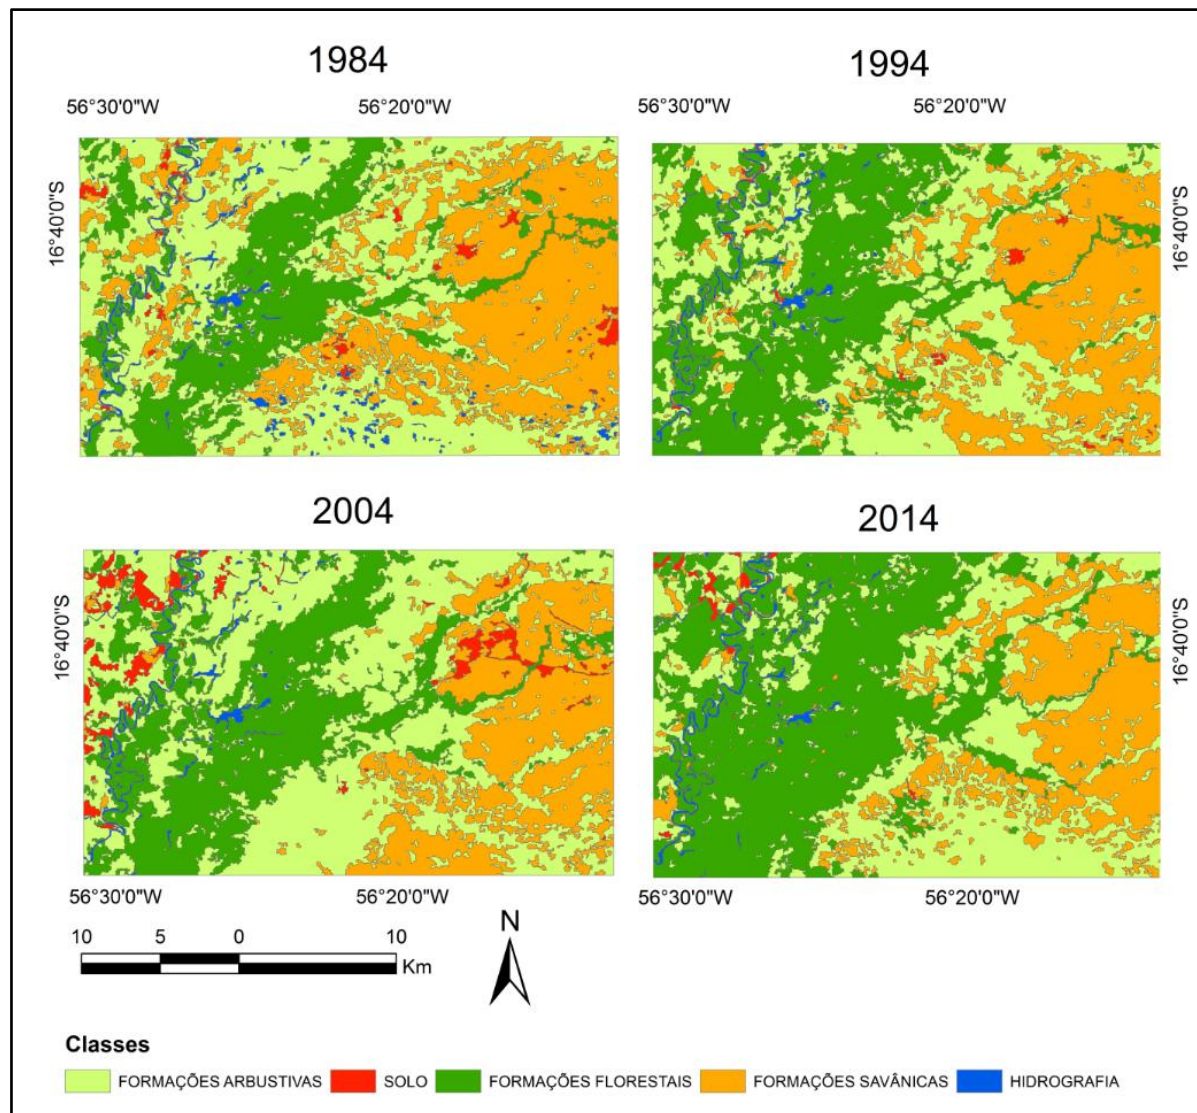 1984
1994
56°30'0"W
56°20'0"W
56°30'0"W
56°20'0"W
16°40'0"S
16°40'0"S
2004
2014
16°40'0"S
16°40'0"S
56°30'0"W
56°20'0"W
56°30'0"W
56°20'0"W
10 5 0 10
Km
N
Classes
FORMAÇÕES ARBUSTIVAS
SOLO
FORMAÇÕES FLORESTAIS
FORMAÇÕES SAVÂNICAS
HIDROGRAFIA